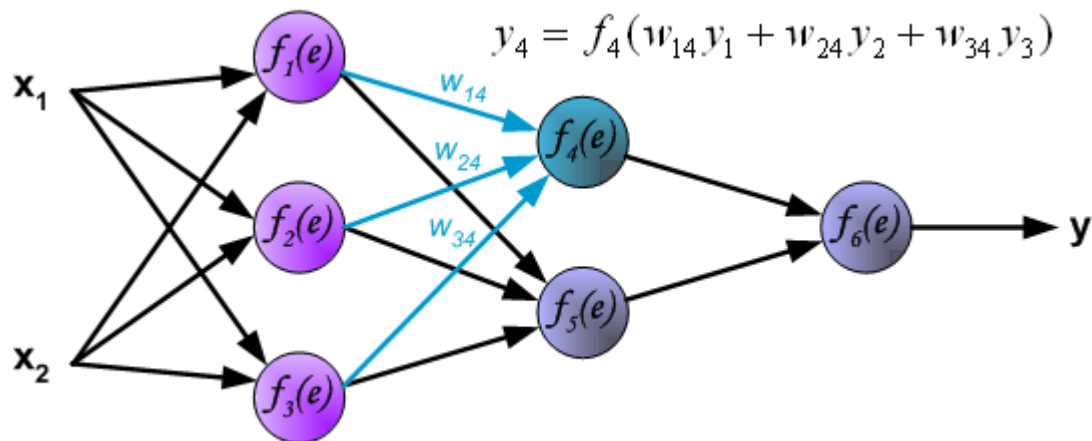 y₄ = f₄(w₁₄y₁ + w₂₄y₂ + w₃₄y₃)
f₁(e)
x₁
w₁₄
f₄(e)
w₂₄
f₂(e)
w₃₄
f₆(e)
y
f₅(e)
x₂
f₃(e)